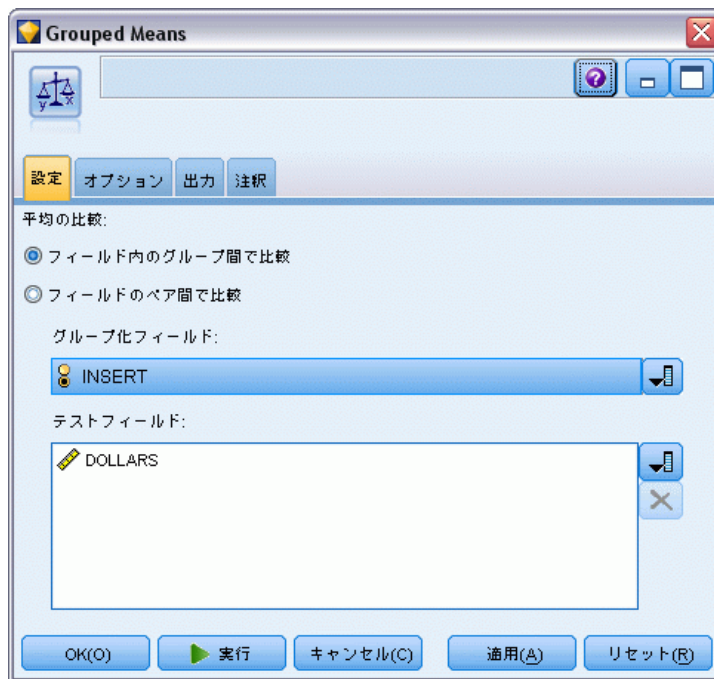 Grouped Means
設定 オプション 出力 注釈
平均の比較:
フィールド内のグループ間で比較
フィールドのペア間で比較
グループ化フィールド:
INSERT
テストフィールド:
DOLLARS
OK(O) 実行 キャンセル(C) 適用(A) リセット(R)